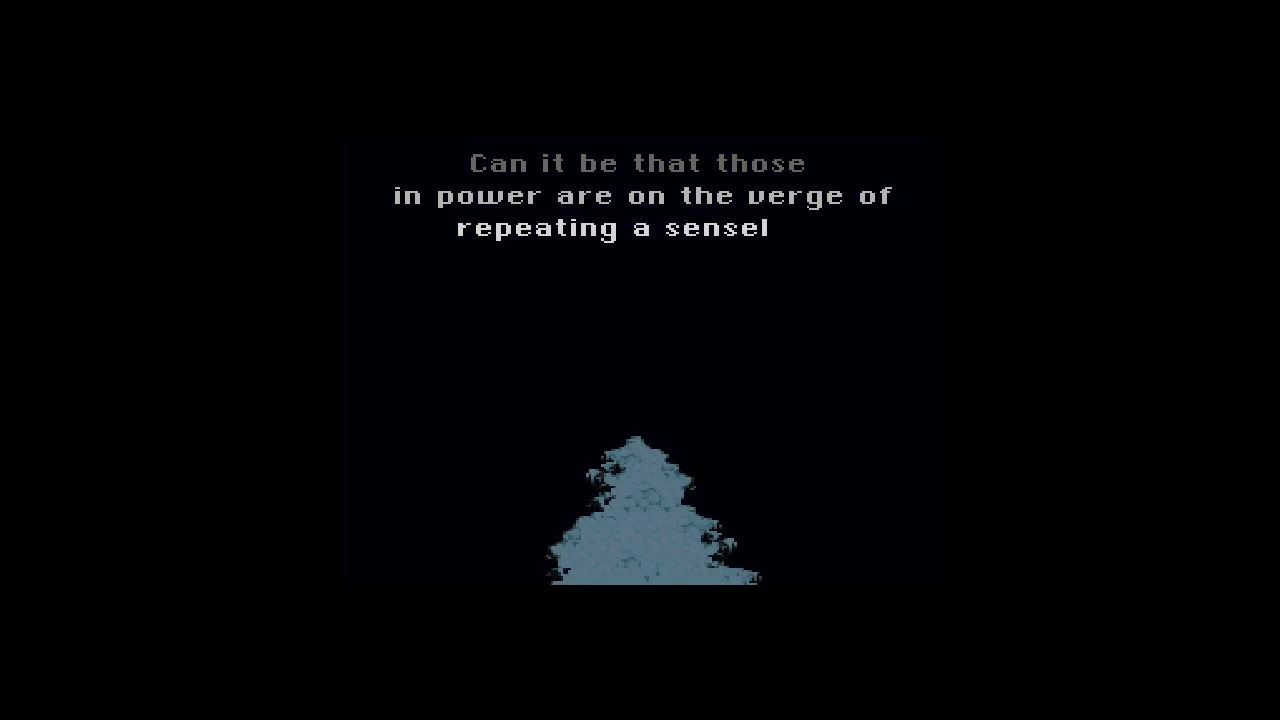 Can it be that those
in power are on the verge of
repeating a sensel